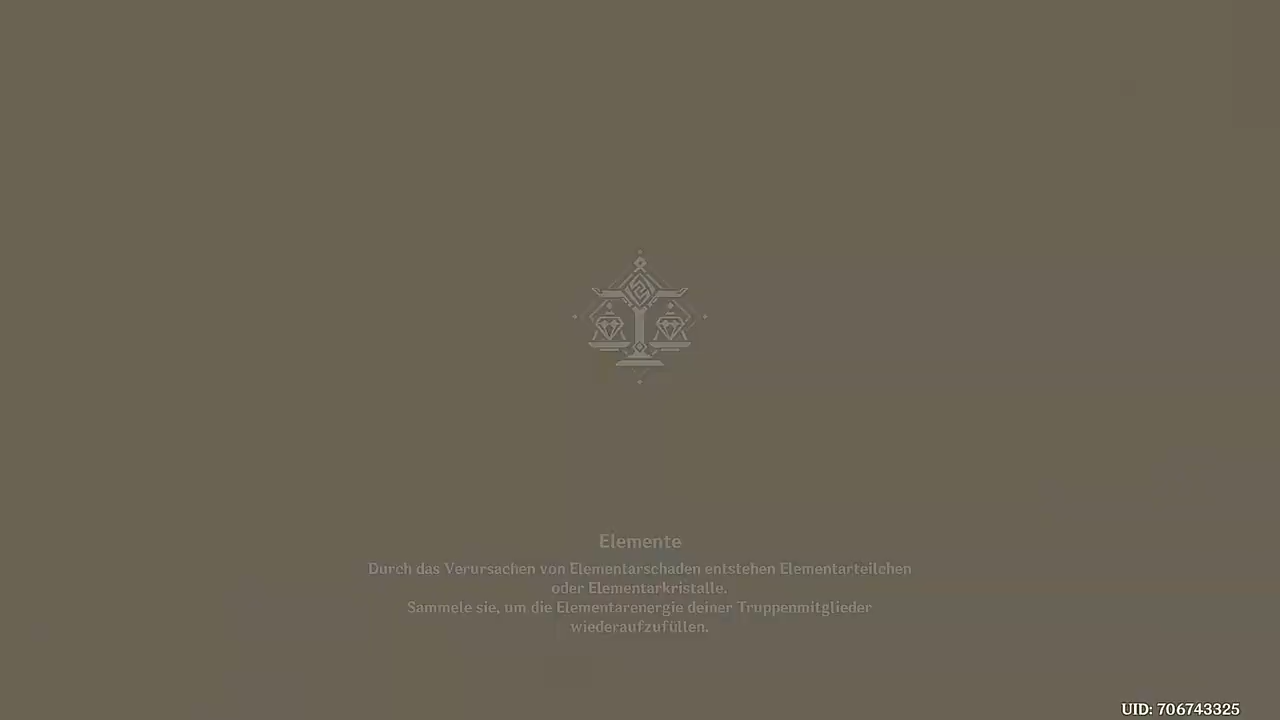 Elemente
Durch das Verursachen von Elementarschaden entstehen Elementarteilchen
oder Elementarkristalle.
Sammele sie, um die Elementarenergie deiner Truppenmitglieder
wiederaufzufüllen.
UID: 706743325